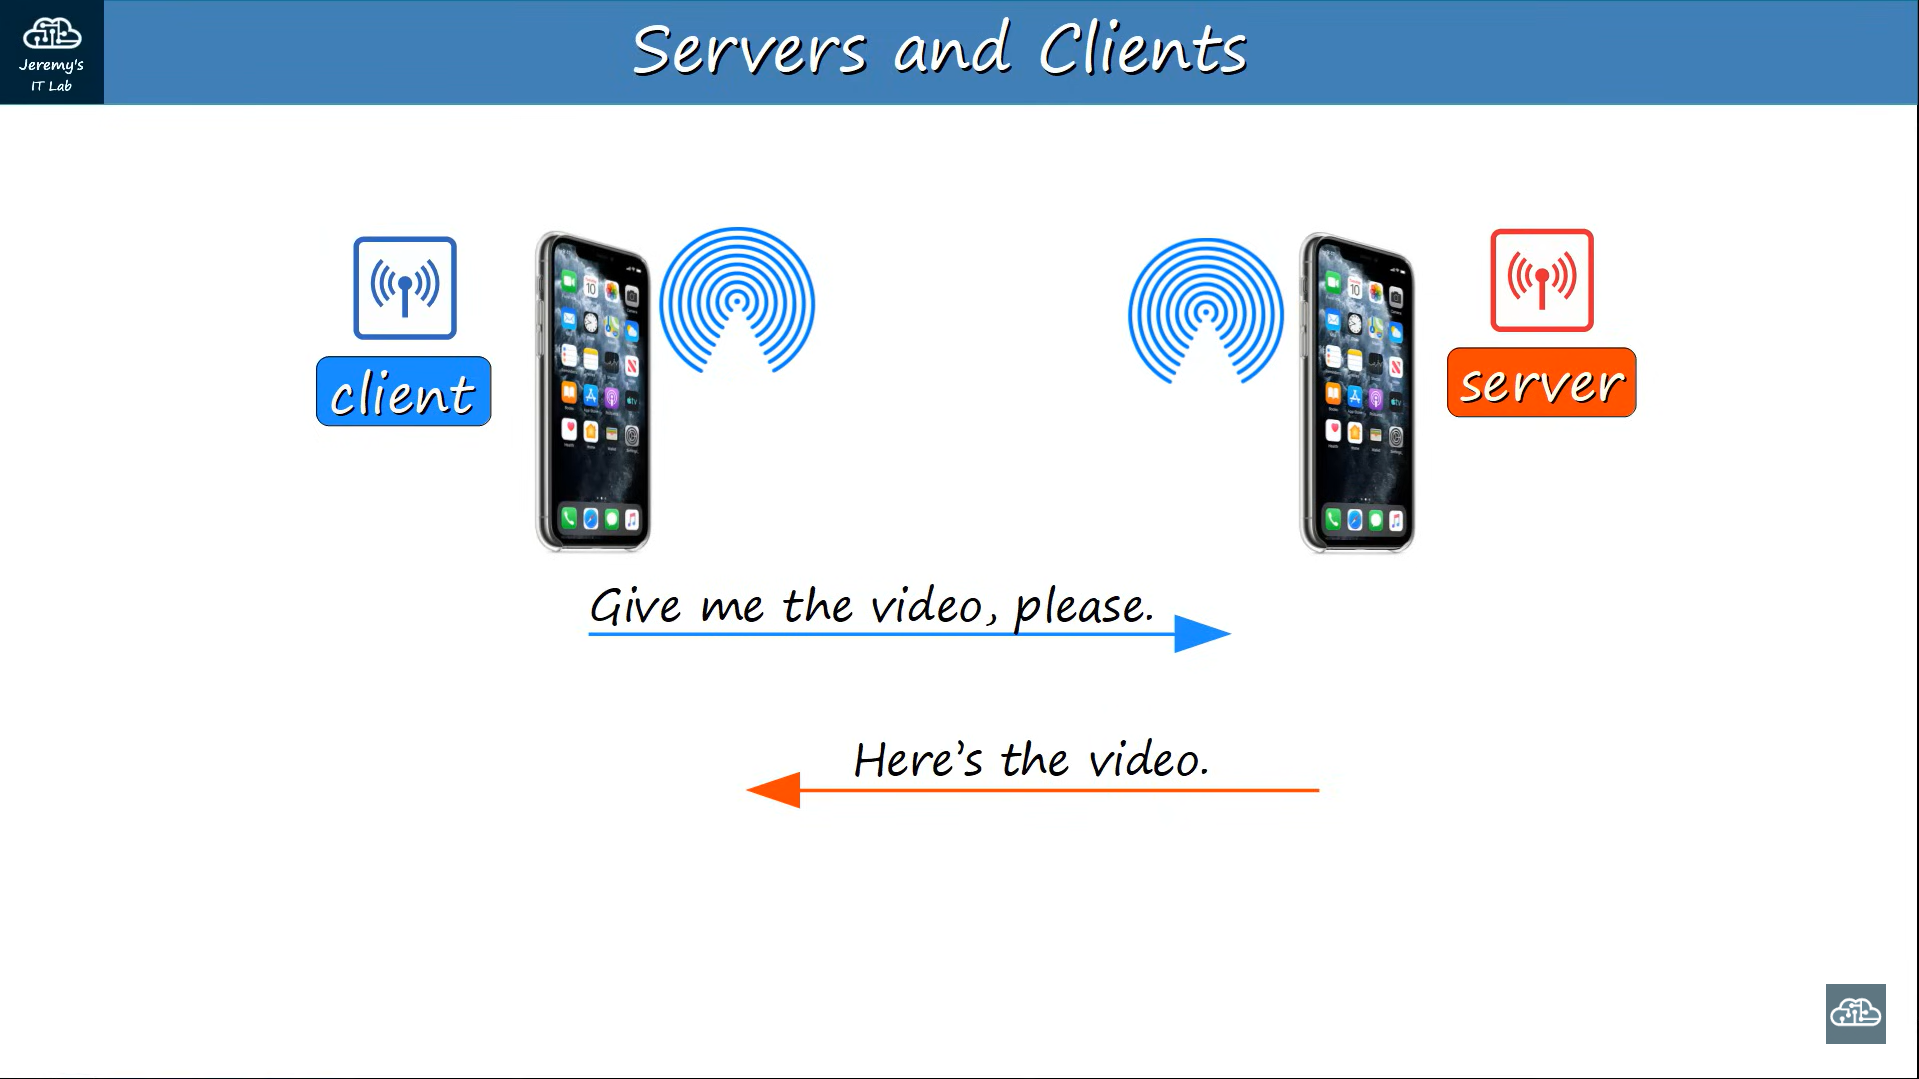 Jeremy's
IT Lab
Servers and Clients
client
server
Give me the video, please.
Here's the video.